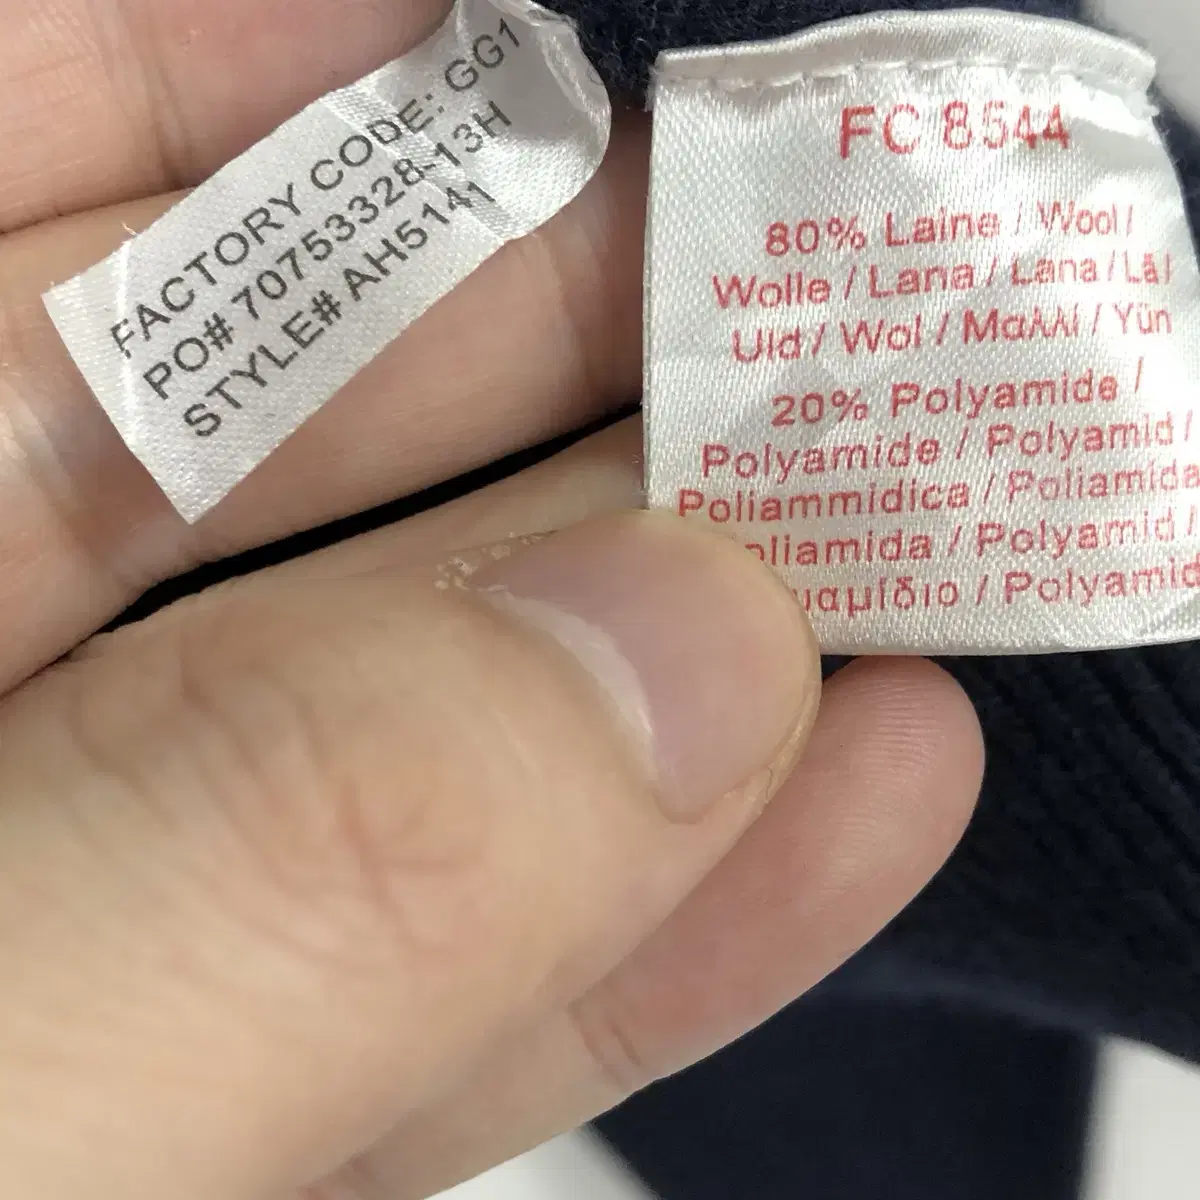 FACTORY CODE: GG1
PO# 70753328-13H
STYLE# AH5141
FC 8544
80% Laine / Wool /
Wolle / Lana / Lana / Lã /
Uld / Wol / Μαλλί / Yün
20% Polyamide /
Polyamide / Polyamid /
Poliammidica / Poliamida
/ Polyamid /
/ Polyamid